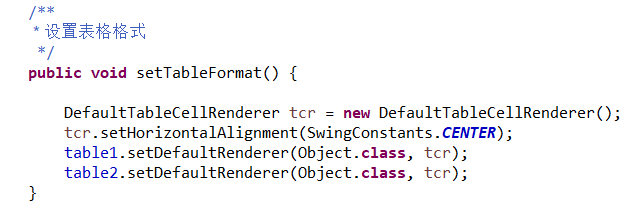 /**
 * 设置表格格式
 */
public void setTableFormat() {
    DefaultTableCellRenderer tcr = new DefaultTableCellRenderer();
    tcr.setHorizontalAlignment(SwingConstants.CENTER);
    table1.setDefaultRenderer(Object.class, tcr);
    table2.setDefaultRenderer(Object.class, tcr);
}